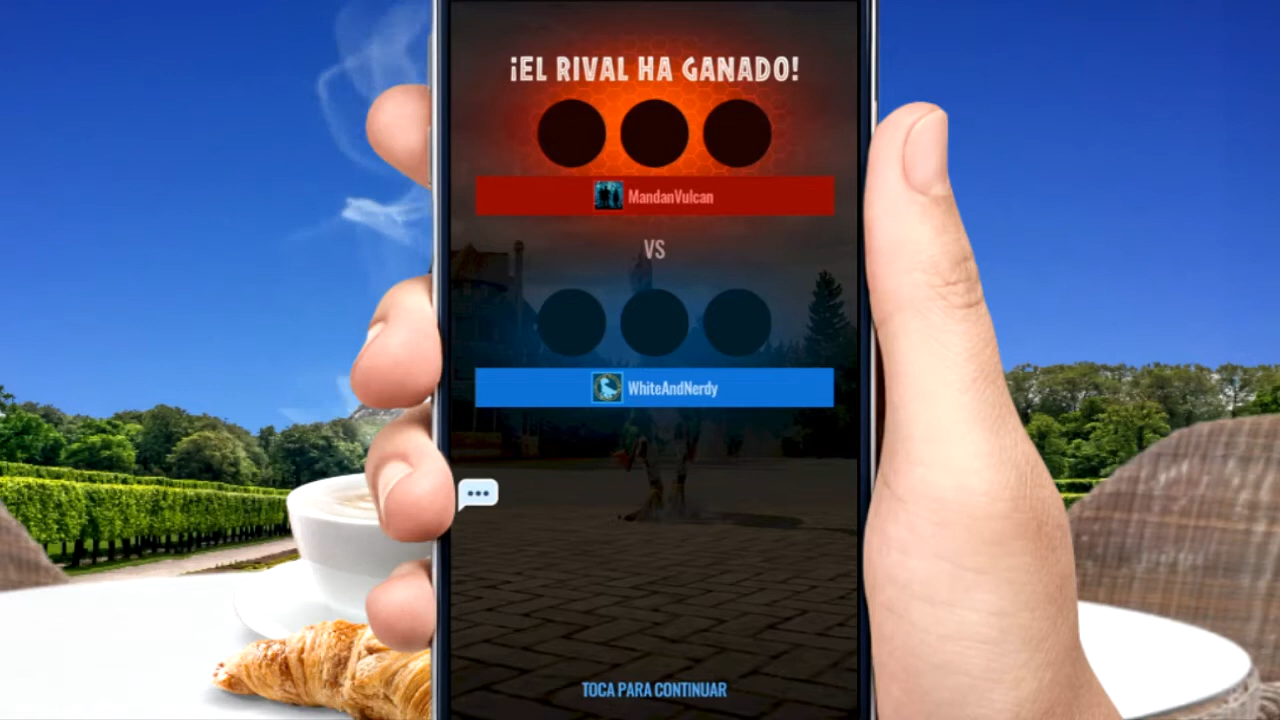 ¡EL RIVAL HA GANADO!
MandanVulcan
VS
WhiteAndNerdy
TOCA PARA CONTINUAR